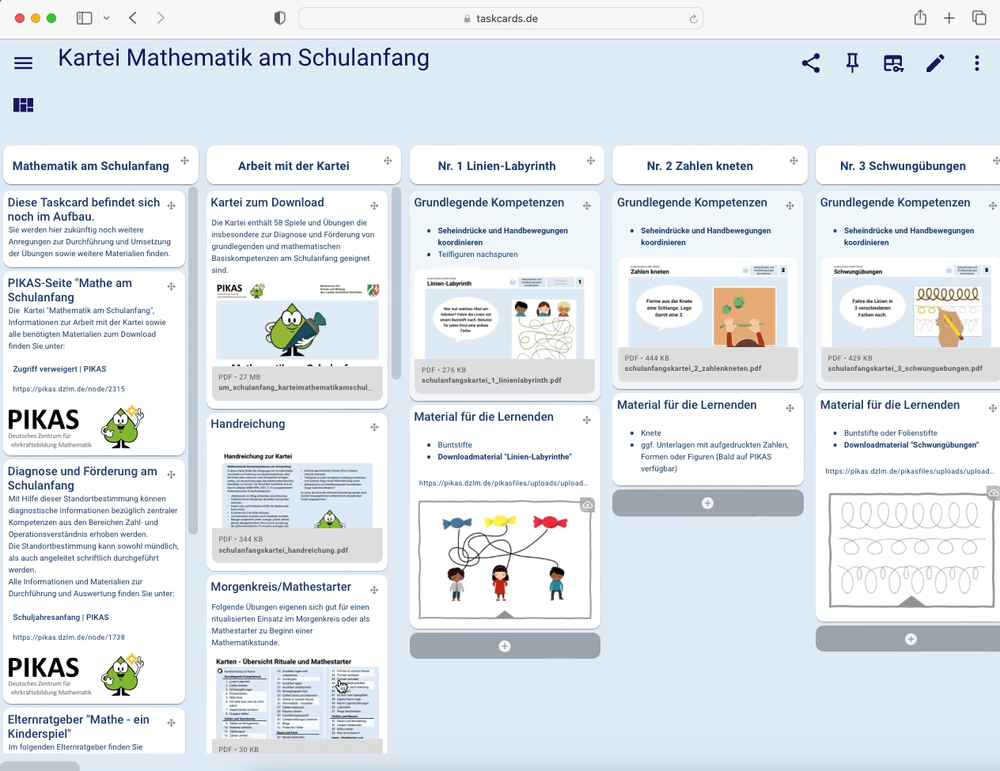 taskcards.de
Kartei Mathematik am Schulanfang
Mathematik am Schulanfang
Diese Taskcard befindet sich
noch im Aufbau.
Sie werden hier zukünftig noch weitere
Anregungen zur Durchführung und Umsetzung
der Übungen sowie weitere Materialien finden.
PIKAS-Seite "Mathe am
Schulanfang
Die Kartei "Mathematik am Schulanfang",
Informationen zur Arbeit mit der Kartei sowie
alle benötigten Materialien zum Download
finden Sie unter:
Zugriff verweigert | PIKAS
https://pikas.dzlm.de/node/2315
PIKAS
Deutsches Zentrum für
ehrkräftebildung Mathematik
Diagnose und Förderung am
Schulanfang
Mit Hilfe dieser Standortbestimmung können
diagnostische Informationen bezüglich zentraler
Kompetenzen aus den Bereichen Zahl- und
Operationsverständnis erhoben werden.
Die Standortbestimmung kann sowohl mündlich,
als auch angeleitet schriftlich durchgeführt
werden.
Alle Informationen und Materialien zur
Durchführung und Auswertung finden Sie unter:
Schuljahresanfang | PIKAS
https://pikas.dzlm.de/node/1738
PIKAS
Deutsches Zentrum für
ehrkräftebildung Mathematik
Elternratgeber "Mathe - ein
Kinderspiel"
Im folgenden Elternratgeber finden Sie
Arbeit mit der Kartei
Kartei zum Download
Die Kartei enthält 58 Spiele und Übungen die
insbesondere zur Diagnose und Förderung von
grundlegenden und mathematischen
Basiskompetenzen am Schulanfang geeignet
sind.
PIKAS
PDF • 27 MB
um_schulanfang_karteimathematikamschul...
Handreichung
Handreichung zur Kartei
PDF • 344 KB
schulanfangskartei_handreichung.pdf
Morgenkreis/Mathestarter
Folgende Übungen eigenen sich gut für einen
ritualisierten Einsatz im Morgenkreis oder als
Mathestarter zu Beginn einer
Mathematikstunde.
Karten - Übersicht Rituale und Mathestarter
PDF • 30 KB
Nr. 1 Linien-Labyrinth
Grundlegende Kompetenzen
Seheindrücke und Handbewegungen
koordinieren
Teilfiguren nachspuren
Linien-Labyrinth
1
Wer isst welches Obst am
liebsten? Fahre die Linien mit
einem Buntstift nach. Benutze
für jedes Kind eine andere
Farbe.
PDF • 276 KB
schulanfangskartei_1_linienlabyrinth.pdf
Material für die Lernenden
Buntstifte
Downloadmaterial "Linien-Labyrinthe"
https://pikas.dzlm.de/pikasfiles/uploads/upload...
Nr. 2 Zahlen kneten
Grundlegende Kompetenzen
Seheindrücke und Handbewegungen
koordinieren
Zahlen kneten
2
Forme aus der Knete
eine Schlange. Lege
damit eine 3.
PDF • 444 KB
schulanfangskartei_2_zahlenkneten.pdf
Material für die Lernenden
Knete
ggf. Unterlagen mit aufgedruckten Zahlen,
Formen oder Figuren (Bald auf PIKAS
verfügbar)
Nr. 3 Schwungübungen
Grundlegende Kompetenzen
Seheindrücke und Handbewegungen
koordinieren
Schwungübungen
3
Fahre die Linien in
3 verschiedenen
Farben nach.
PDF • 429 KB
schulanfangskartei_3_schwunguebungen.pdf
Material für die Lernenden
Buntstifte oder Folienstifte
Downloadmaterial "Schwungübungen"
https://pikas.dzlm.de/pikasfiles/uploads/upload...